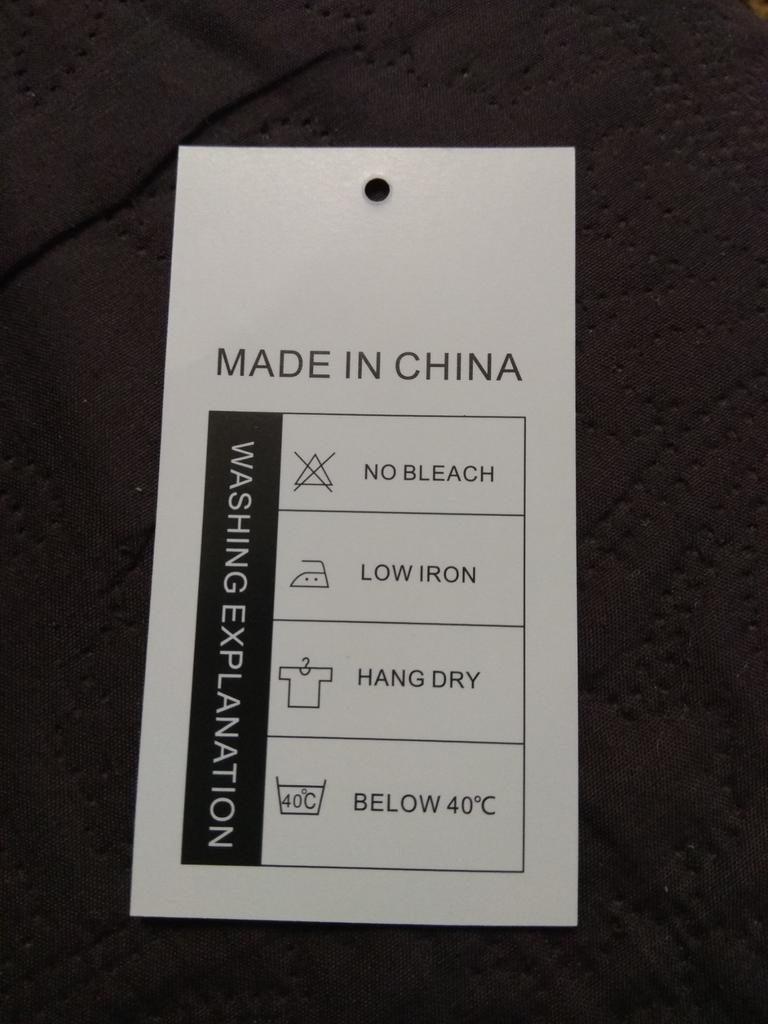 MADE IN CHINA
WASHING EXPLANATION
NO BLEACH
LOW IRON
HANG DRY
40℃
BELOW 40℃